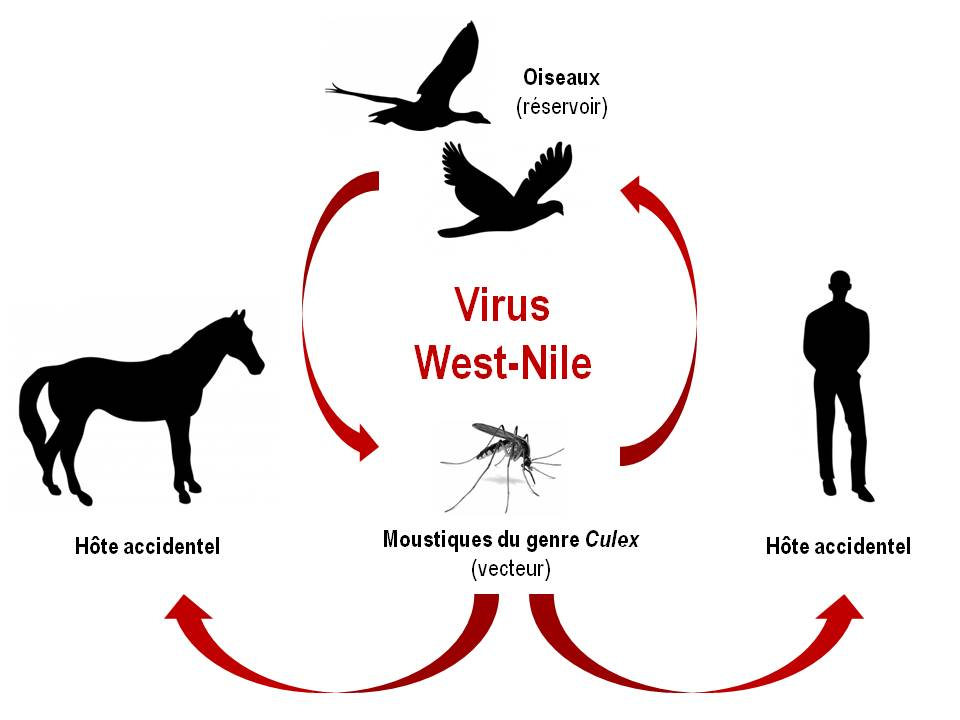 Oiseaux
(réservoir)
Virus
West-Nile
Hôte accidentel
Moustiques du genre Culex
(vecteur)
Hôte accidentel